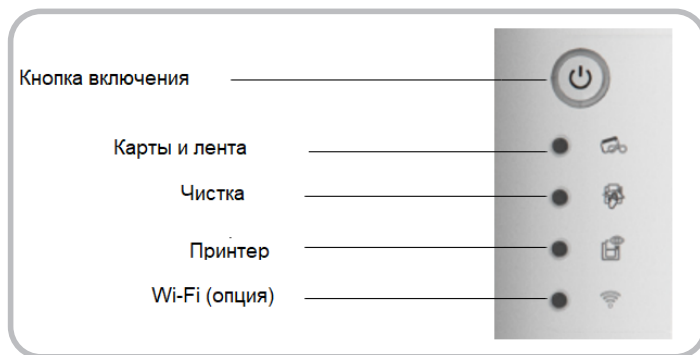 Кнопка включения
Карты и лента
Чистка
Принтер
Wi-Fi (опция)